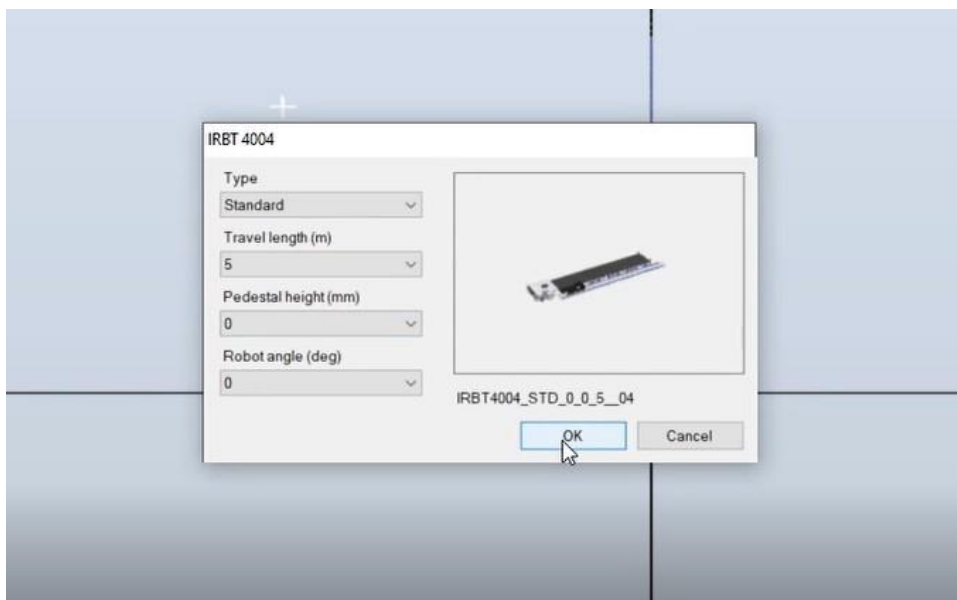 IRBT 4004
Type
Standard
Travel length (m)
5
Pedestal height (mm)
0
Robot angle (deg)
0
IRBT4004_STD_0_0_5__04
OK
Cancel